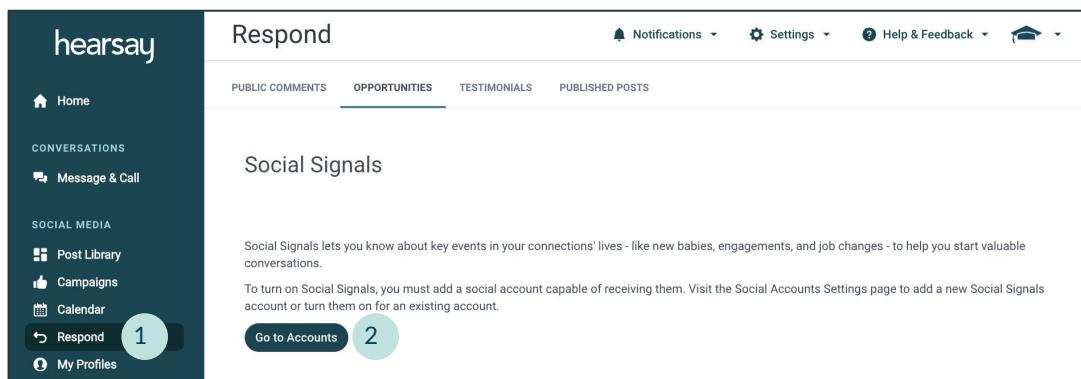 hearsay
Home
CONVERSATIONS
Message & Call
SOCIAL MEDIA
Post Library
Campaigns
Calendar
Respond 1
My Profiles
Respond
Notifications
Settings
Help & Feedback
PUBLIC COMMENTS OPPORTUNITIES TESTIMONIALS PUBLISHED POSTS
Social Signals
Social Signals lets you know about key events in your connections' lives - like new babies, engagements, and job changes - to help you start valuable
conversations.
To turn on Social Signals, you must add a social account capable of receiving them. Visit the Social Accounts Settings page to add a new Social Signals
account or turn them on for an existing account.
Go to Accounts 2